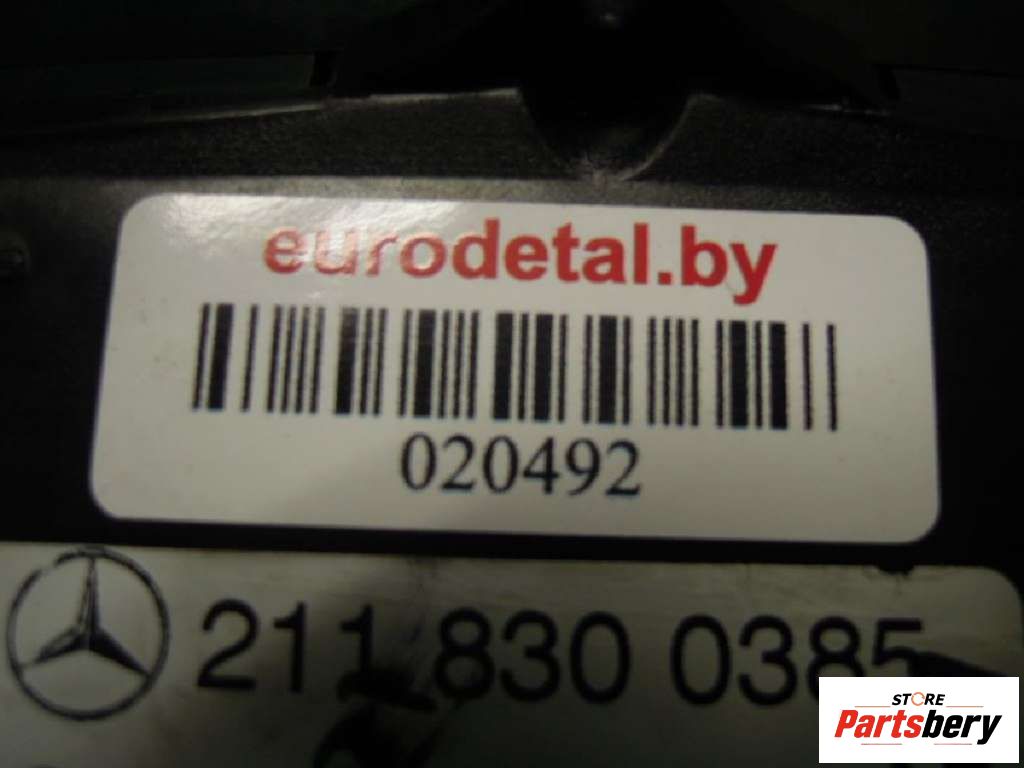 eurodetal.by
020492
211 830 0385
STORE
Partsbery